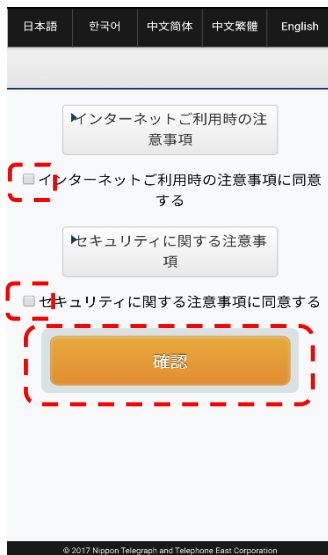 日本語 한국어 中文简体 中文繁體 English
インターネットご利用時の注
意事項
インターネットご利用時の注意事項に同意
する
セキュリティに関する注意事
項
セキュリティに関する注意事項に同意する
確認
© 2017 Nippon Telegraph and Telephone East Corporation